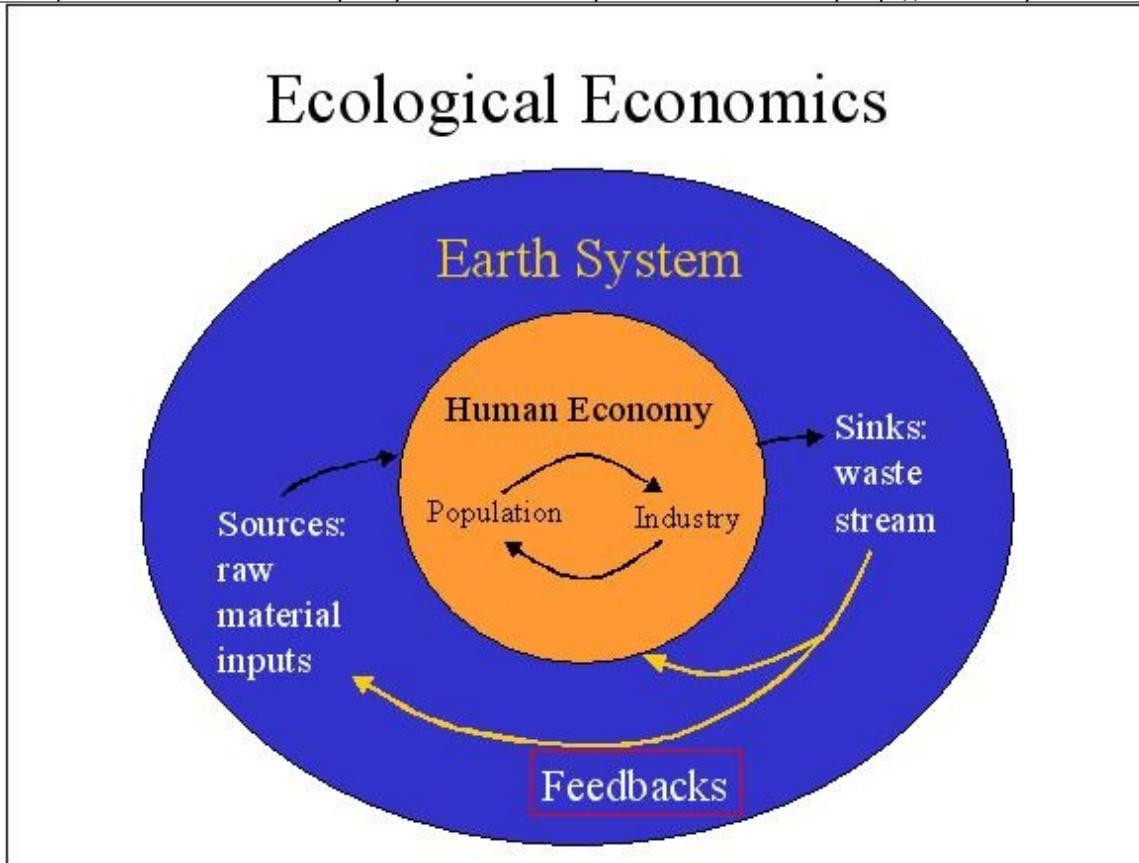 Ecological Economics
Earth System
Human Economy
Population
Industry
Sources:
raw
material
inputs
Sinks:
waste
stream
Feedbacks